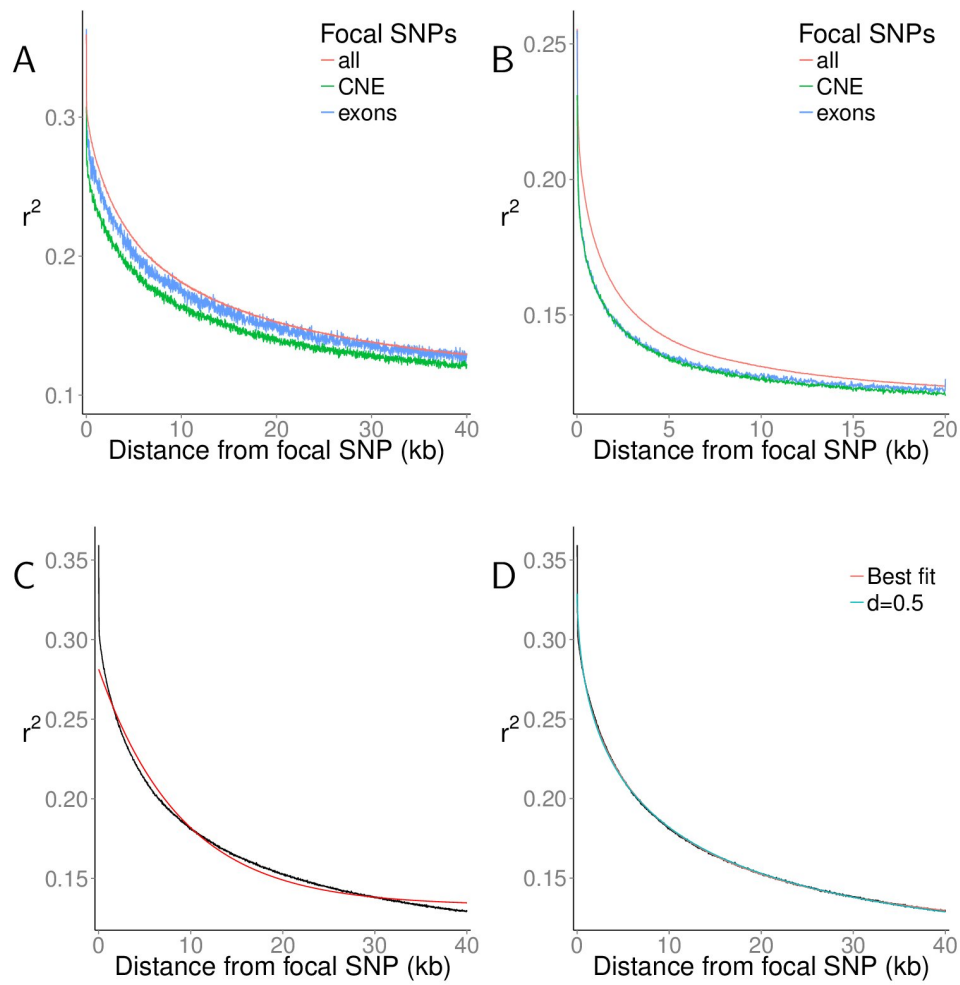 A
Focal SNPs
all
CNE
exons
r²
0.3
0.2
0.1
0
10
20
30
40
Distance from focal SNP (kb)
B
Focal SNPs
all
CNE
exons
r²
0.25
0.20
0.15
0
5
10
15
20
Distance from focal SNP (kb)
C
r²
0.35
0.30
0.25
0.20
0.15
0
10
20
30
40
Distance from focal SNP (kb)
D
Best fit
d=0.5
r²
0.35
0.30
0.25
0.20
0.15
0
10
20
30
40
Distance from focal SNP (kb)